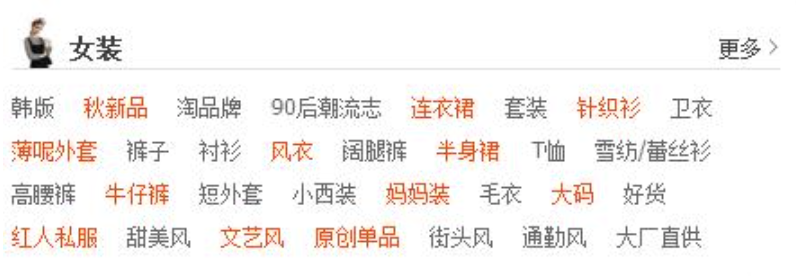 女装 更多 >
韩版 秋新品 淘品牌 90后潮流志 连衣裙 套装 针织衫 卫衣
薄呢外套 裤子 衬衫 风衣 阔腿裤 半身裙 T恤 雪纺/蕾丝衫
高腰裤 牛仔裤 短外套 小西装 妈妈装 毛衣 大码 好货
红人私服 甜美风 文艺风 原创单品 街头风 通勤风 大厂直供